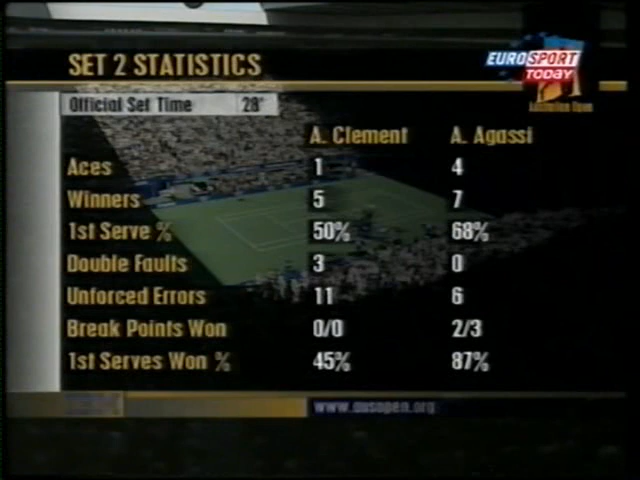 SET 2 STATISTICS
EUROSPORT
TODAY
Australian Open
Official Set Time 28'
A. Clement A. Agassi
Aces 1 4
Winners 5 7
1st Serve % 50% 68%
Double Faults 3 0
Unforced Errors 11 6
Break Points Won 0/0 2/3
1st Serves Won % 45% 87%
www.ausopen.org